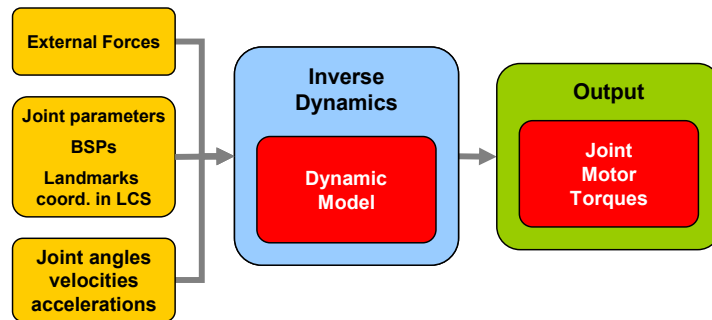 External Forces
Joint parameters
BSPs
Landmarks
coord. in LCS
Joint angles
velocities
accelerations
Inverse
Dynamics
Dynamic
Model
Output
Joint
Motor
Torques